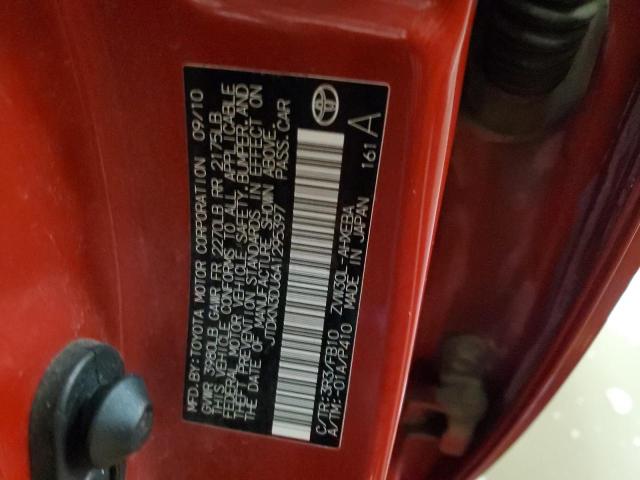 MFD. BY: TOYOTA MOTOR CORPORATION 09/10
GVWR 3980LB GAWR FR 2270LB RR 2175LB
THIS VEHICLE CONFORMS TO ALL APPLICABLE
FEDERAL MOTOR VEHICLE SAFETY, BUMPER, AND
THEFT PREVENTION STANDARDS IN EFFECT ON
THE DATE OF MANUFACTURE SHOWN ABOVE.
JTDKN3DU6A1295397 PASS. CAR
C/TR: 3R3/FB10 ZVW30L-AHXEBA
A/TM: -01A/P410 MADE IN JAPAN 161 A